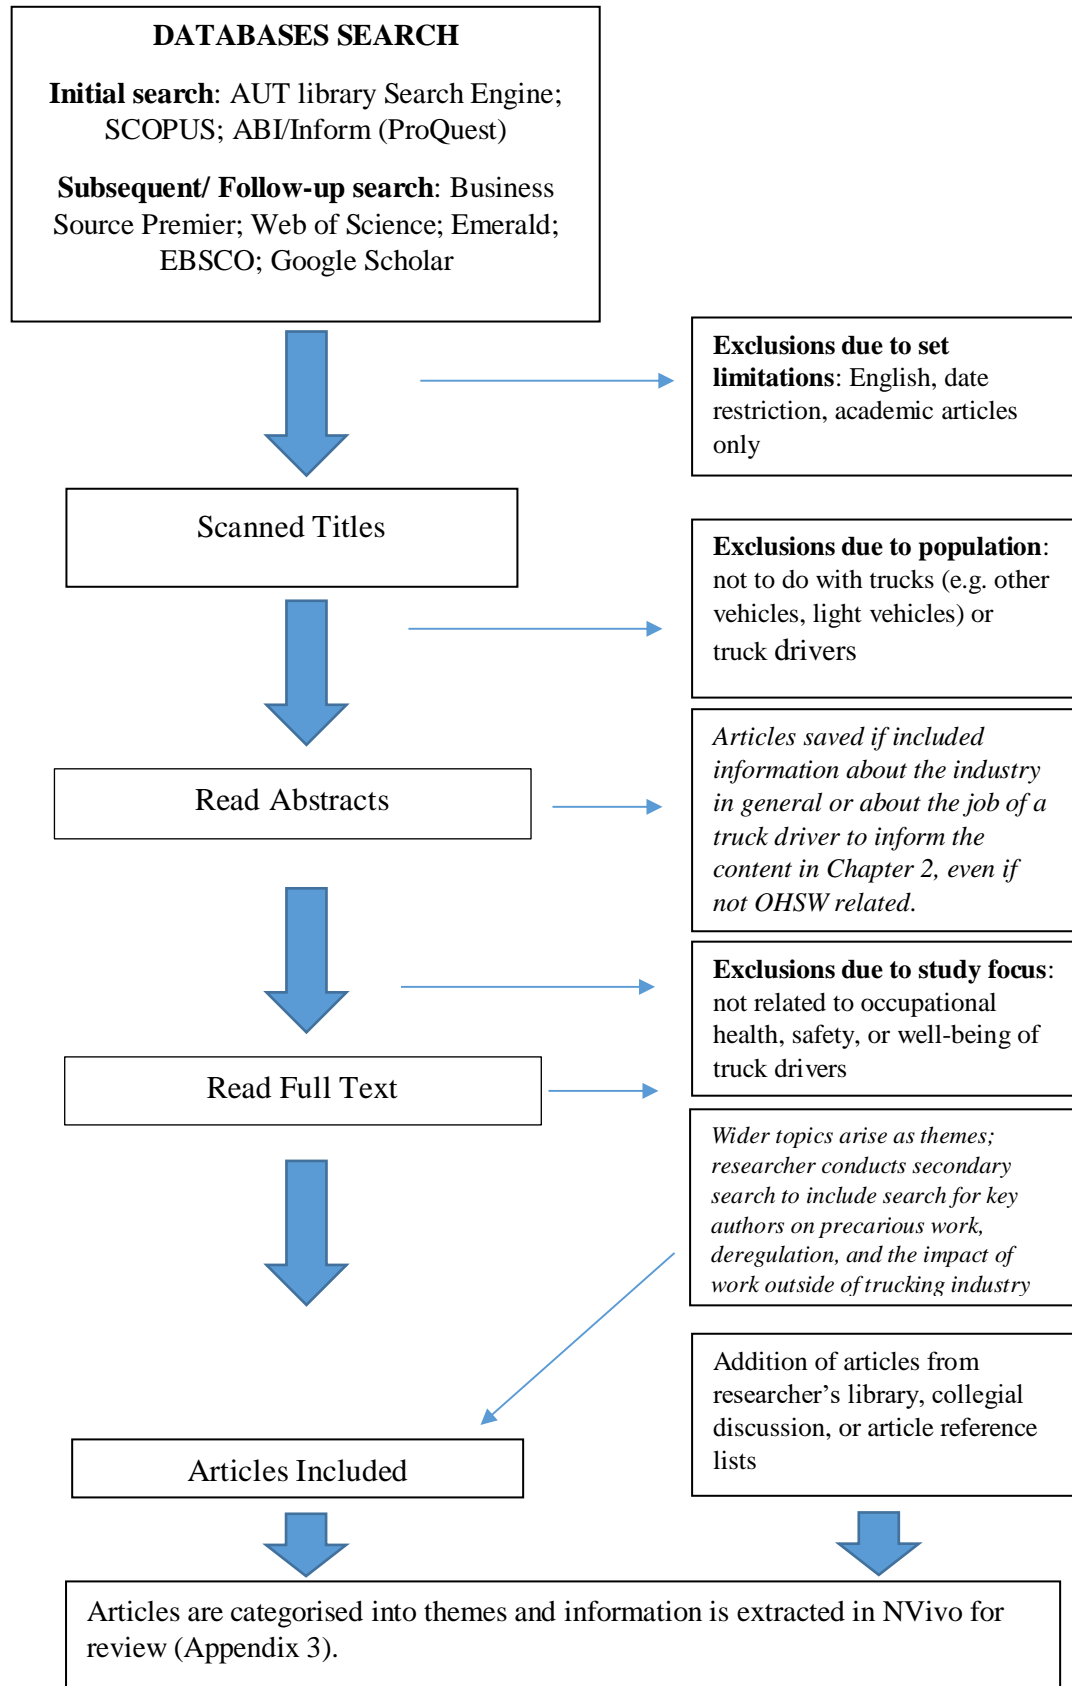 DATABASES SEARCH
Initial search: AUT library Search Engine;
SCOPUS; ABI/Inform (ProQuest)
Subsequent/ Follow-up search: Business
Source Premier; Web of Science; Emerald;
EBSCO; Google Scholar
Exclusions due to set
limitations: English, date
restriction, academic articles
only
Scanned Titles
Exclusions due to population:
not to do with trucks (e.g. other
vehicles, light vehicles) or
truck drivers
Read Abstracts
Articles saved if included
information about the industry
in general or about the job of a
truck driver to inform the
content in Chapter 2, even if
not OHSW related.
Exclusions due to study focus:
not related to occupational
health, safety, or well-being of
truck drivers
Read Full Text
Wider topics arise as themes;
researcher conducts secondary
search to include search for key
authors on precarious work,
deregulation, and the impact of
work outside of trucking industry
Addition of articles from
researcher’s library, collegial
discussion, or article reference
lists
Articles Included
Articles are categorised into themes and information is extracted in NVivo for
review (Appendix 3).